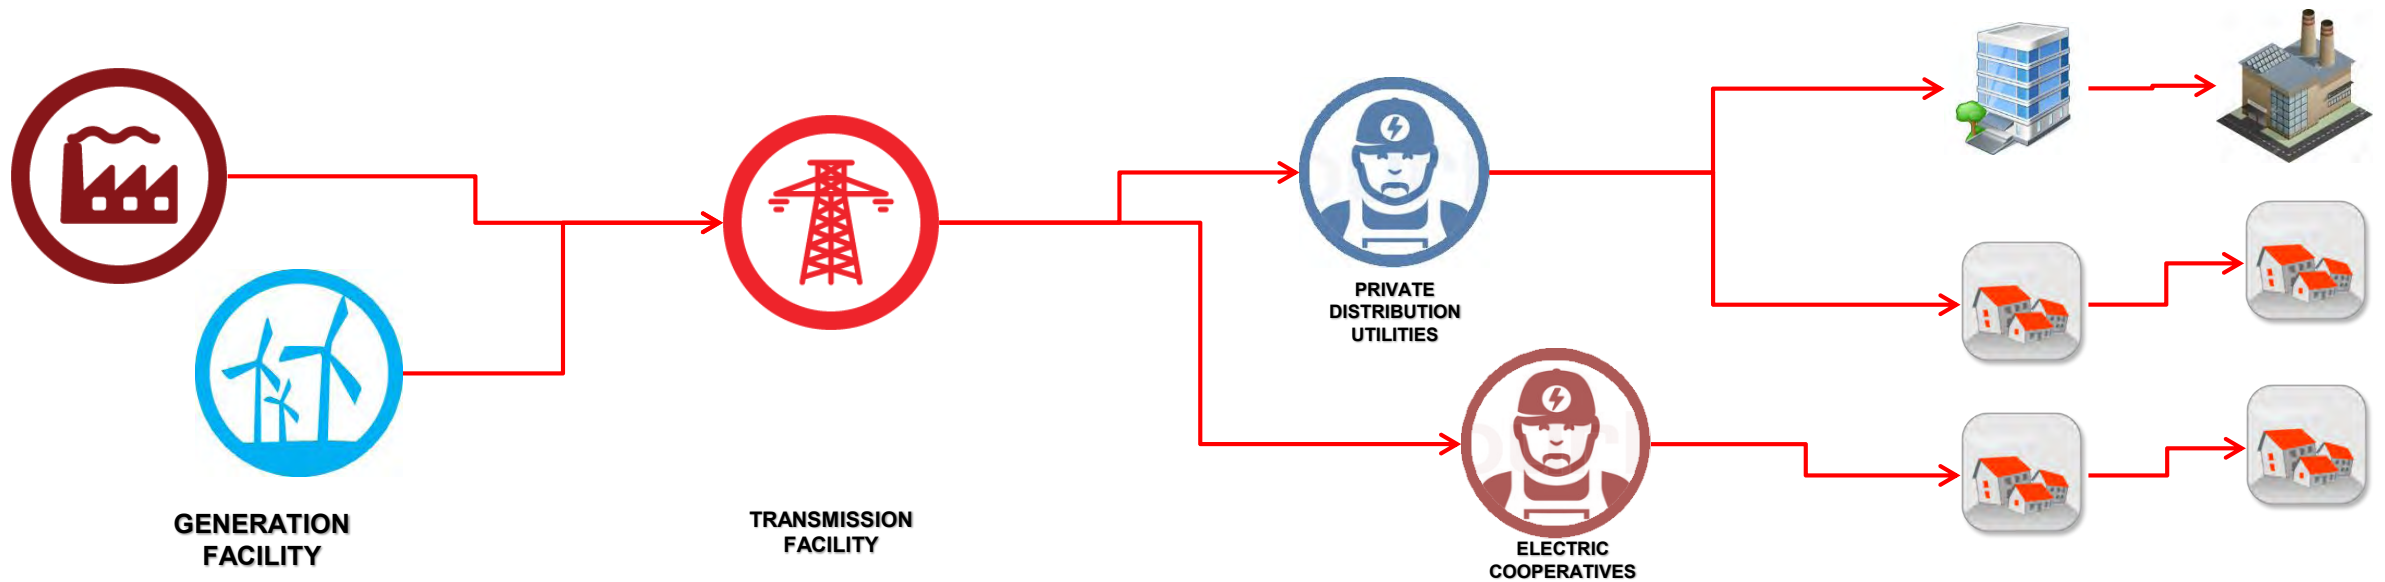 GENERATION
FACILITY
TRANSMISSION
FACILITY
PRIVATE
DISTRIBUTION
UTILITIES
ELECTRIC
COOPERATIVES